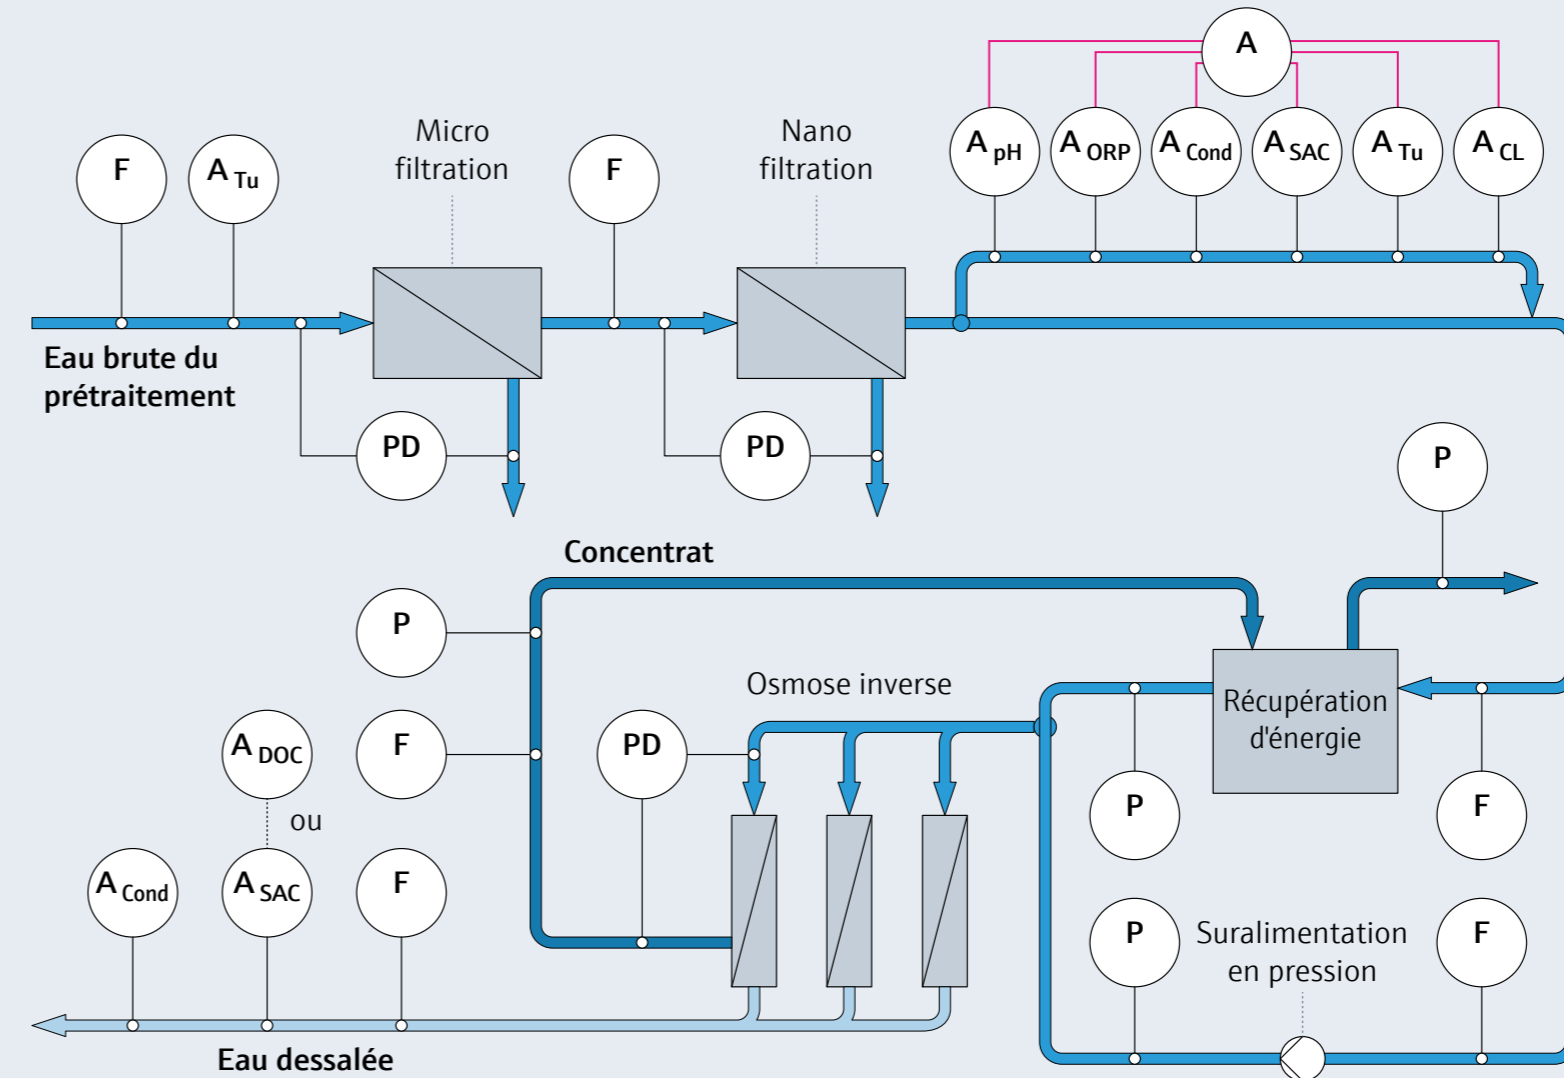 A
Micro
filtration
Nano
filtration
F
A Tu
F
A pH
A ORP
A Cond
A SAC
A Tu
A CL
Eau brute du
prétraitement
PD
PD
P
Concentrat
P
Osmose inverse
Récupération
d'énergie
A DOC
F
PD
ou
P
F
A Cond
A SAC
F
P
Suralimentation
en pression
F
Eau dessalée